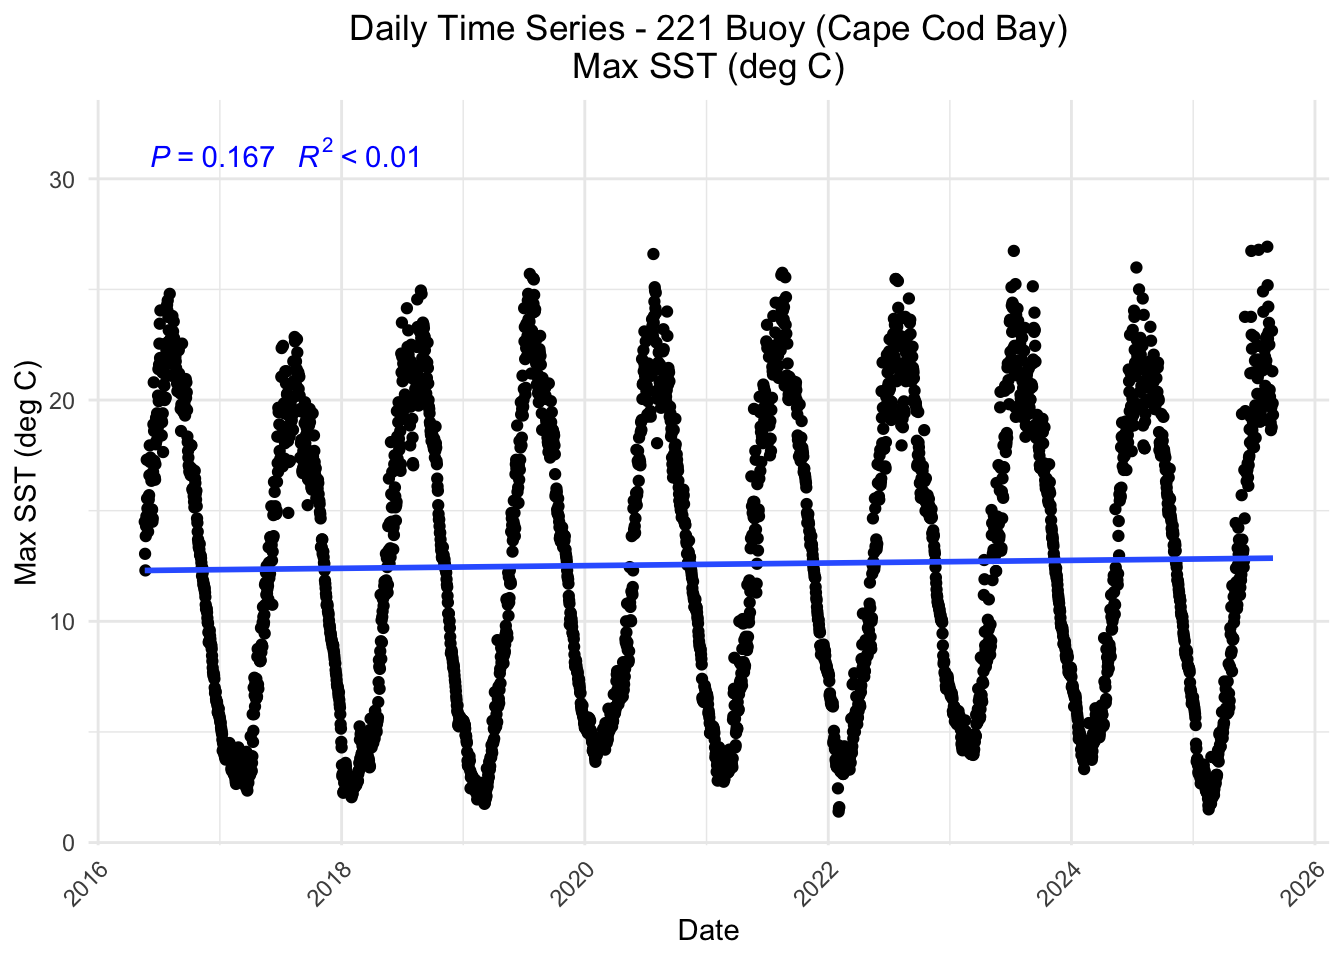 Daily Time Series - 221 Buoy (Cape Cod Bay)
Max SST (deg C)
P = 0.167 R² < 0.01
30
20
10
0
Max SST (deg C)
2016
2018
2020
2022
2024
2026
Date